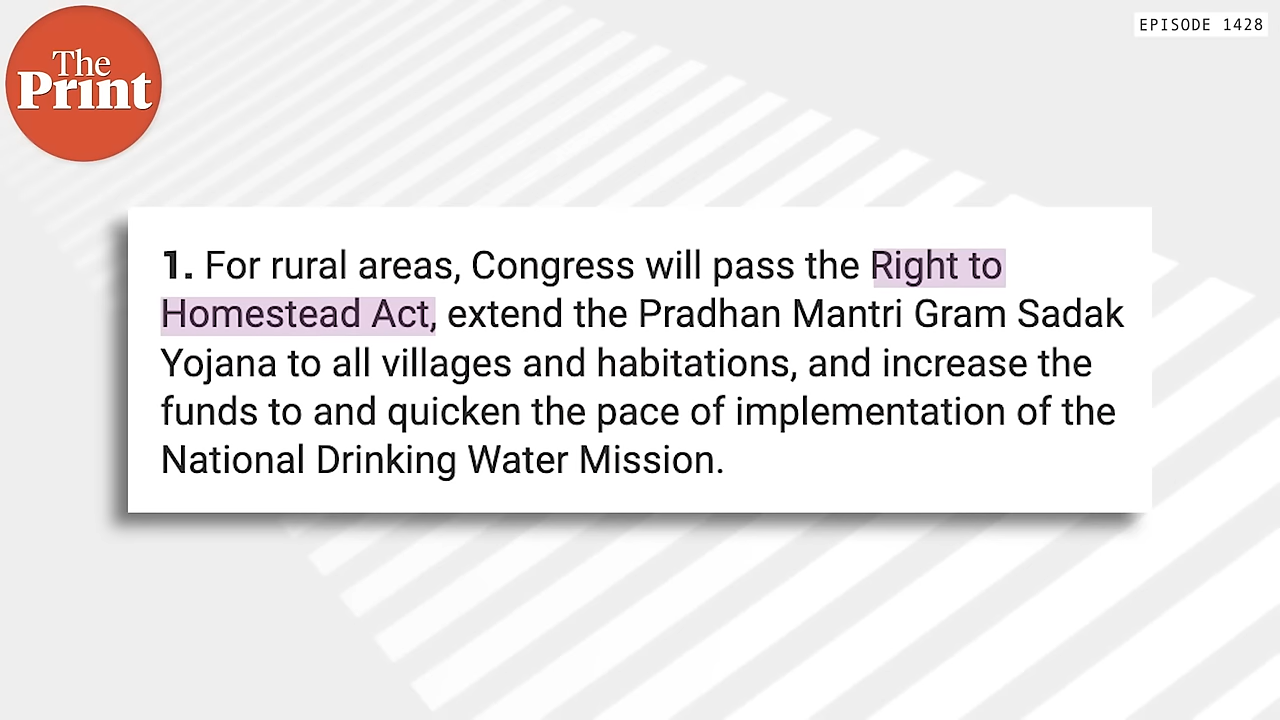 The
Print
EPISODE 1428
1. For rural areas, Congress will pass the Right to
Homestead Act, extend the Pradhan Mantri Gram Sadak
Yojana to all villages and habitations, and increase the
funds to and quicken the pace of implementation of the
National Drinking Water Mission.